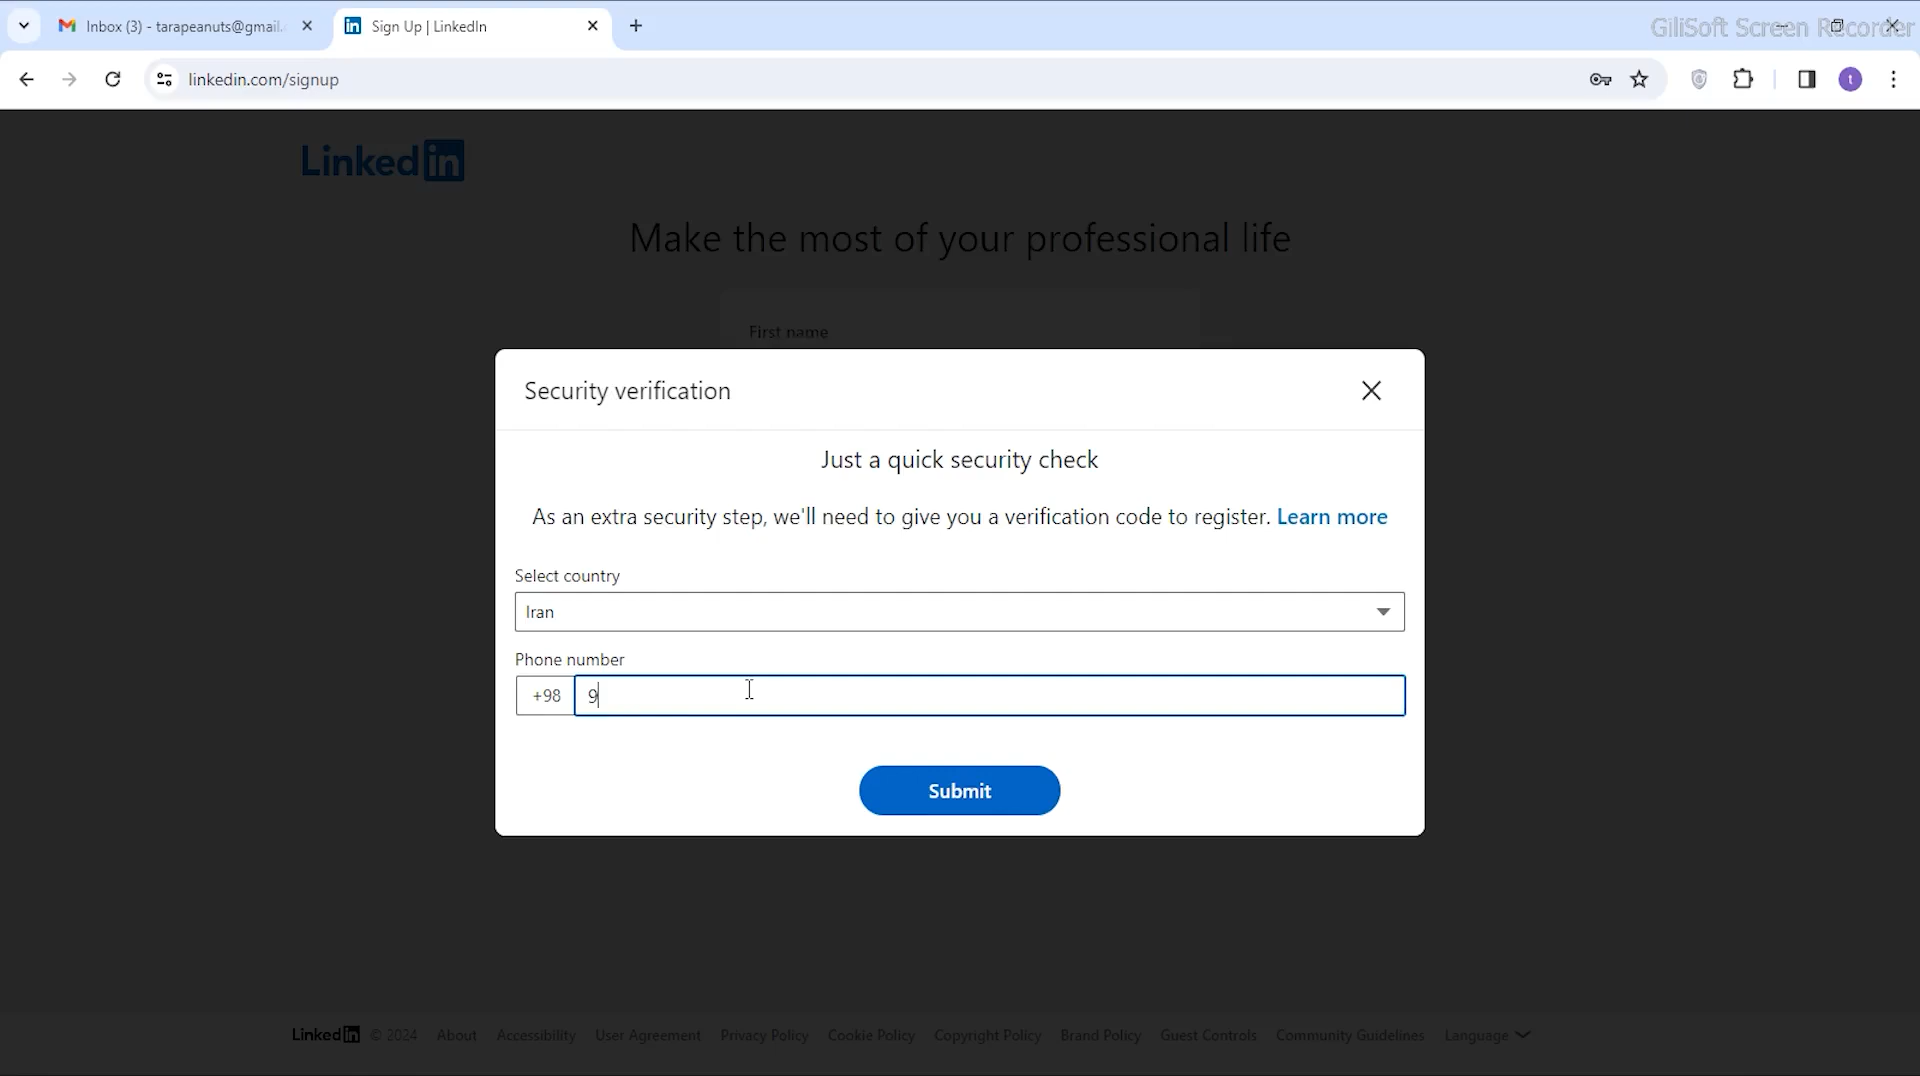 Inbox (3) - tarapeanuts@gmail.
Sign Up | LinkedIn
GiliSoft Screen Recorder
linkedin.com/signup
t
Linkedin
Make the most of your professional life
First name
Security verification
Just a quick security check
As an extra security step, we'll need to give you a verification code to register. Learn more
Select country
Iran
Phone number
+98 9
Submit
Linkedin © 2024 About Accessibility User Agreement Privacy Policy Cookie Policy Copyright Policy Brand Policy Guest Controls Community Guidelines Language